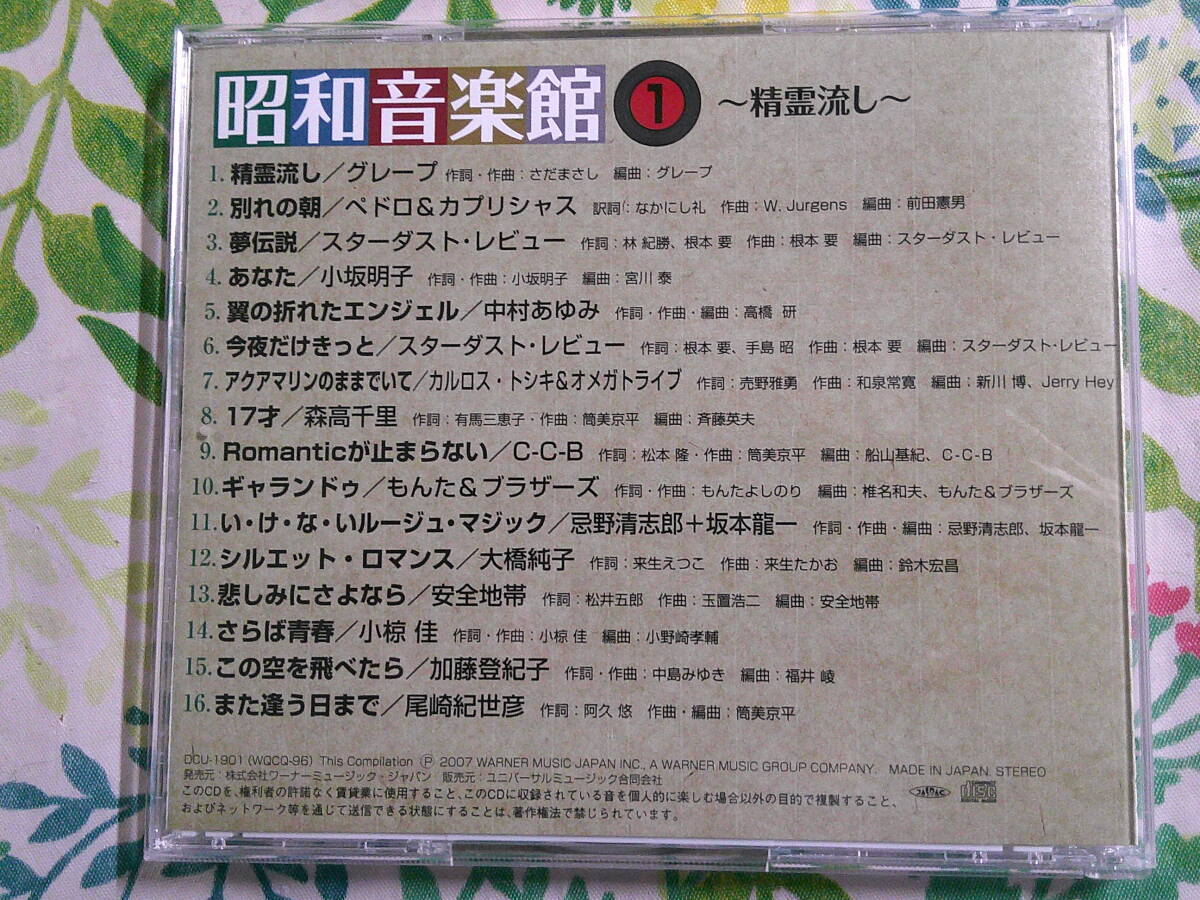 昭和音楽館 1 ～精霊流し～
1. 精霊流し／グレープ 作詞・作曲：さだまさし 編曲：グレープ
2. 別れの朝／ペドロ&カプリシャス 訳詞：なかにし礼 作曲：W. Jurgens 編曲：前田憲男
3. 夢伝説／スターダスト・レビュー 作詞：林 紀勝、根本 要 作曲：根本 要 編曲：スターダスト・レビュー
4. あなた／小坂明子 作詞・作曲：小坂明子 編曲：宮川 泰
5. 翼の折れたエンジェル／中村あゆみ 作詞・作曲・編曲：高橋 研
6. 今夜だけきっと／スターダスト・レビュー 作詞：根本 要、手島 昭 作曲：根本 要 編曲：スターダスト・レビュー
7. アクアマリンのままでいて／カルロス・トシキ&オメガトライブ 作詞：売野雅勇 作曲：和泉常寛 編曲：新川 博、Jerry Hey
8. 17才／森高千里 作詞：有馬三恵子・作曲：筒美京平 編曲：斉藤英夫
9. Romanticが止まらない／C-C-B 作詞：松本 隆・作曲：筒美京平 編曲：船山基紀、C-C-B
10. ギャランドゥ／もんた&ブラザーズ 作詞・作曲：もんたよしのり 編曲：椎名和夫、もんた&ブラザーズ
11. い・け・な・いルージュ・マジック／忌野清志郎＋坂本龍一 作詞・作曲・編曲：忌野清志郎、坂本龍一
12. シルエット・ロマンス／大橋純子 作詞：来生えつこ 作曲：来生たかお 編曲：鈴木宏昌
13. 悲しみにさよなら／安全地帯 作詞：松井五郎 作曲：玉置浩二 編曲：安全地帯
14. さらば青春／小椋 佳 作詞・作曲：小椋 佳 編曲：小野崎孝輔
15. この空を飛べたら／加藤登紀子 作詞・作曲：中島みゆき 編曲：福井 崚
16. また逢う日まで／尾崎紀世彦 作詞：阿久 悠 作曲・編曲：筒美京平
DCU-1901 (WQCQ-96) This Compilation Ⓟ 2007 WARNER MUSIC JAPAN INC., A WARNER MUSIC GROUP COMPANY. MADE IN JAPAN. STEREO
発売元：株式会社ワーナーミュージック・ジャパン 販売元：ユニバーサルミュージック合同会社
このCDを、権利者の許諾なく賃貸業に使用すること、このCDに収録されている音を個人的に楽しむ場合以外の目的で複製すること、
およびネットワーク等を通じて送信できる状態にすることは、著作権法で禁じられています。
JASRAC disc